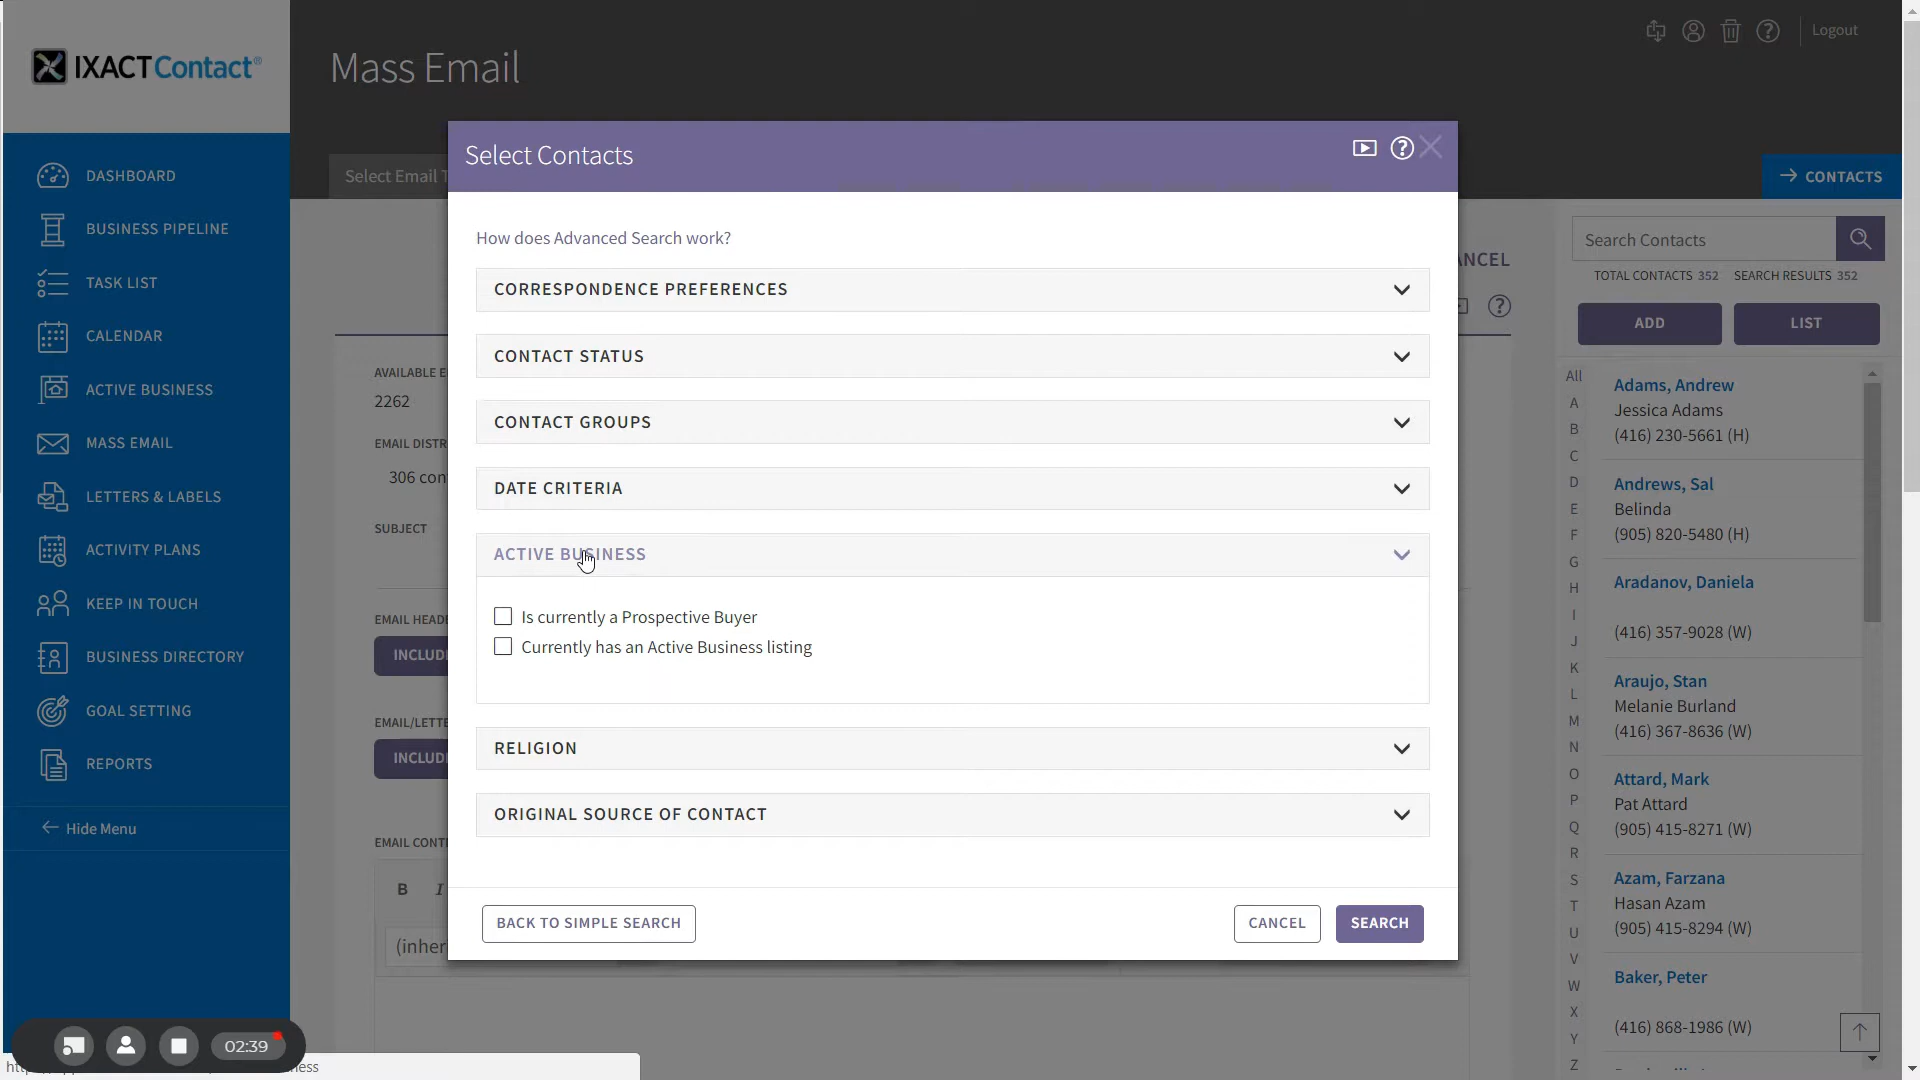 IXACTContact®
Mass Email
Logout
DASHBOARD
BUSINESS PIPELINE
TASK LIST
CALENDAR
ACTIVE BUSINESS
MASS EMAIL
LETTERS & LABELS
ACTIVITY PLANS
KEEP IN TOUCH
BUSINESS DIRECTORY
GOAL SETTING
REPORTS
Hide Menu
02:39
Select Email T
CONTACTS
ANCEL
AVAILABLE E
2262
EMAIL DISTR
306 con
SUBJECT
EMAIL HEADE
INCLUD
EMAIL/LETTE
INCLUD
EMAIL CONTE
B I
(inher
Select Contacts
How does Advanced Search work?
CORRESPONDENCE PREFERENCES
CONTACT STATUS
CONTACT GROUPS
DATE CRITERIA
ACTIVE BUSINESS
Is currently a Prospective Buyer
Currently has an Active Business listing
RELIGION
ORIGINAL SOURCE OF CONTACT
BACK TO SIMPLE SEARCH
CANCEL
SEARCH
Search Contacts
TOTAL CONTACTS 352 SEARCH RESULTS 352
ADD
LIST
All
A
B
C
D
E
F
G
H
I
J
K
L
M
N
O
P
Q
R
S
T
U
V
W
X
Y
Z
Adams, Andrew
Jessica Adams
(416) 230-5661 (H)
Andrews, Sal
Belinda
(905) 820-5480 (H)
Aradanov, Daniela
(416) 357-9028 (W)
Araujo, Stan
Melanie Burland
(416) 367-8636 (W)
Attard, Mark
Pat Attard
(905) 415-8271 (W)
Azam, Farzana
Hasan Azam
(905) 415-8294 (W)
Baker, Peter
(416) 868-1986 (W)